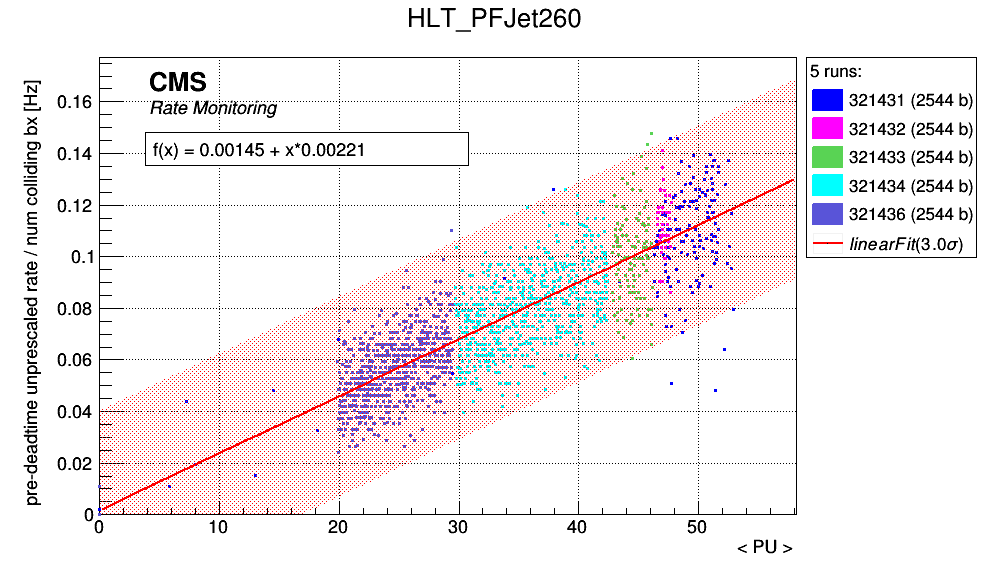 HLT_PFJet260
pre-deadtime unprescaled rate / num colliding bx [Hz]
CMS
Rate Monitoring
f(x) = 0.00145 + x*0.00221
0.16
0.14
0.12
0.1
0.08
0.06
0.04
0.02
0
0 10 20 30 40 50
< PU >
5 runs:
321431 (2544 b)
321432 (2544 b)
321433 (2544 b)
321434 (2544 b)
321436 (2544 b)
linearFit(3.0σ)